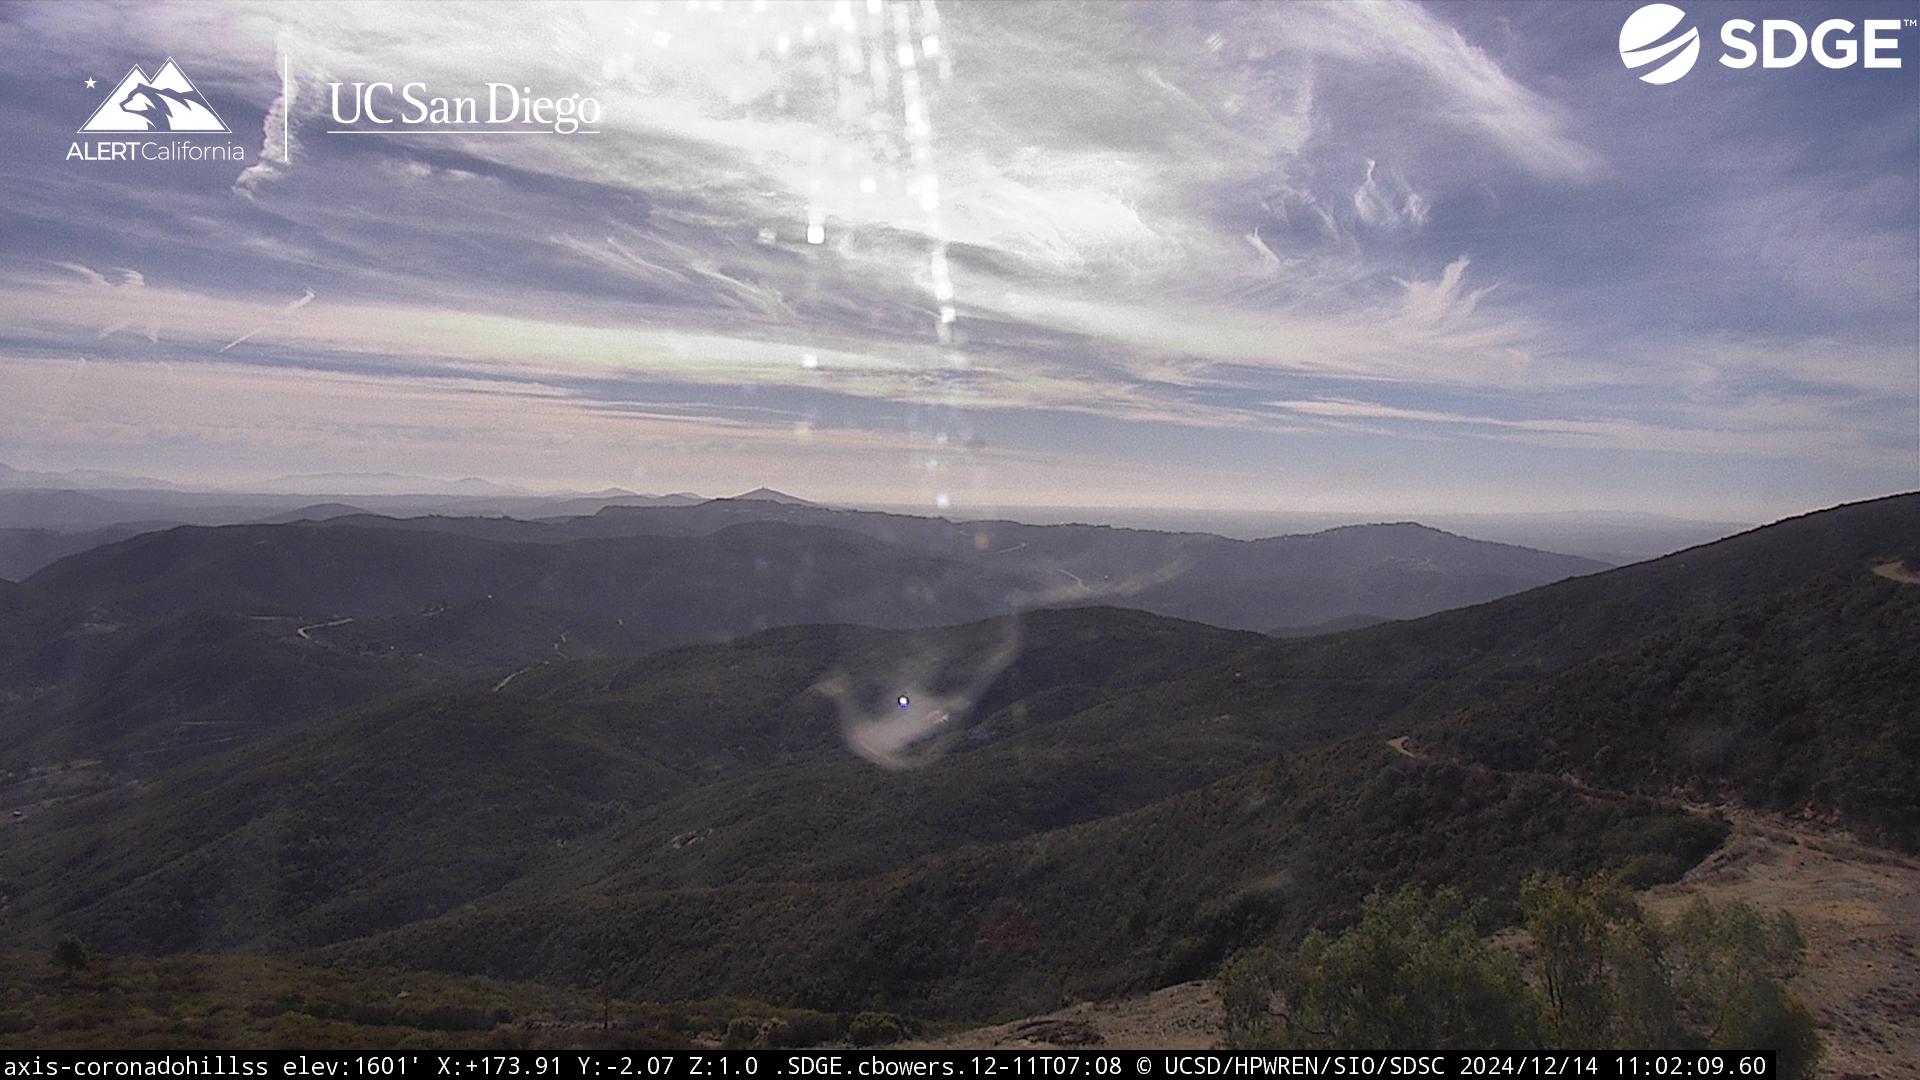 SDGE™
UC San Diego
ALERTCalifornia
axis-coronadohillss elev:1601' X:+173.91 Y:-2.07 Z:1.0 .SDGE.cbowers.12-11T07:08 © UCSD/HPWREN/SIO/SDSC 2024/12/14 11:02:09.60